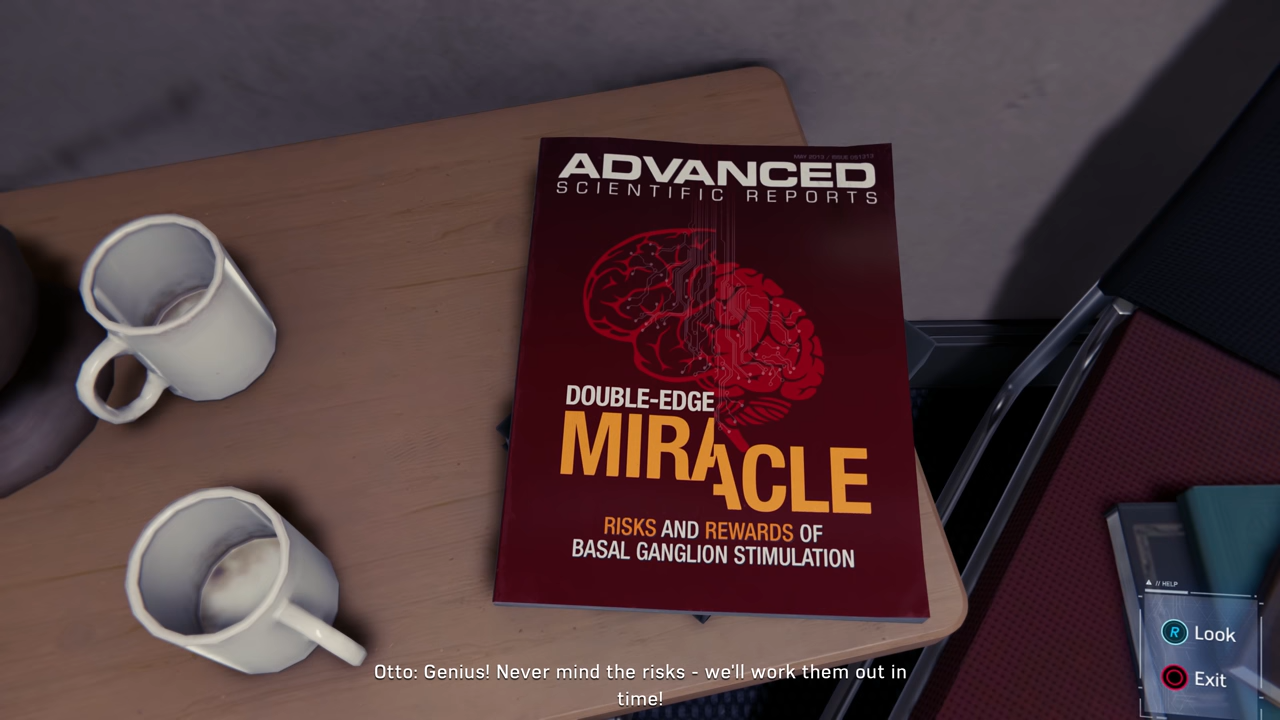 ADVANCED
SCIENTIFIC REPORTS
DOUBLE-EDGE
MIRACLE
RISKS AND REWARDS OF
BASAL GANGLION STIMULATION
// HELP
R Look
Exit
Otto: Genius! Never mind the risks - we'll work them out in
time!